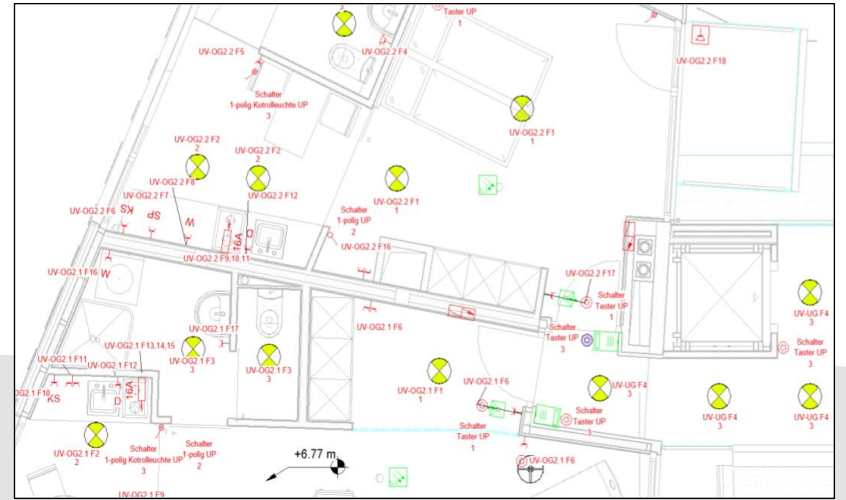 3
Schalter
Taster UP
1
UV-OG2.2 F5
UV-OG2.2 F4
UV-OG2.2 F18
Schalter
1-polig Kotrolleuchte UP
3
UV-OG2.2 F1
1
UV-OG2.2 F2
2
UV-OG2.2 F2
2
UV-OG2.2 F8
UV-OG2.2 F7
UV-OG2.2 F12
UV-OG2.2 F1
1
UV-OG2.2 F6
KS
SP
W
16A
D
Schalter
1-polig UP
2
UV-OG2.2 F16
UV-OG2.2 F9,10,11
UV-OG2.1 F16
W
UV-OG2.2 F17
Schalter
Taster UP
1
UV-UG F4
3
UV-OG2.1 F17
UV-OG2.1 F6
Schalter
Taster UP
3
Schalter
Taster UP
3
UV-OG2.1 F13,14,15
UV-OG2.1 F11
UV-OG2.1 F12
UV-OG2.1 F3
3
UV-OG2.1 F3
3
UV-OG2.1 F1
1
UV-OG2.1 F6
UV-UG F4
3
UV-UG F4
3
UV-UG F4
3
OG2.1 F10
KS
D
16A
Schalter
Taster UP
3
Schalter
Taster UP
1
UV-OG2.1 F2
2
Schalter
1-polig Kotrolleuchte UP
3
Schalter
1-polig UP
2
+6.77 m
UV-OG2.1 F6
UV-OG2.1 F9